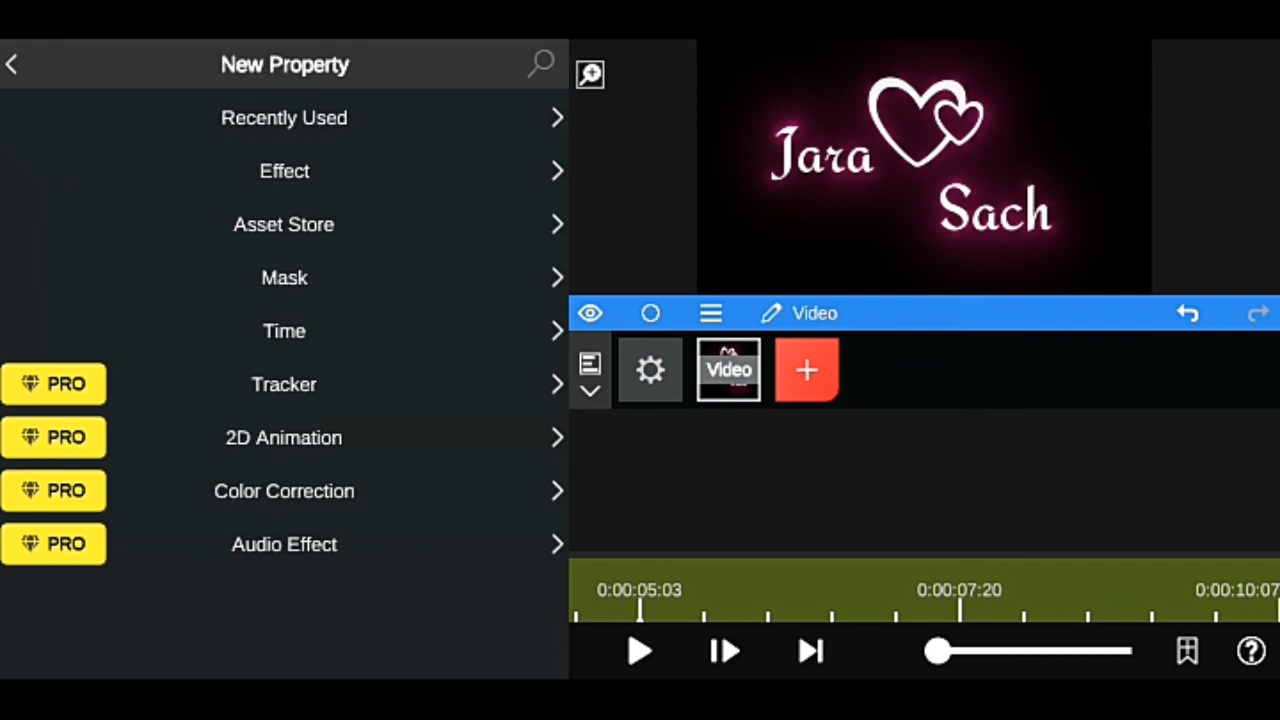 New Property
Recently Used
Effect
Asset Store
Mask
Time
PRO Tracker
PRO 2D Animation
PRO Color Correction
PRO Audio Effect
Jara
Sach
Video
Video
0:00:05:03 0:00:07:20 0:00:10:07